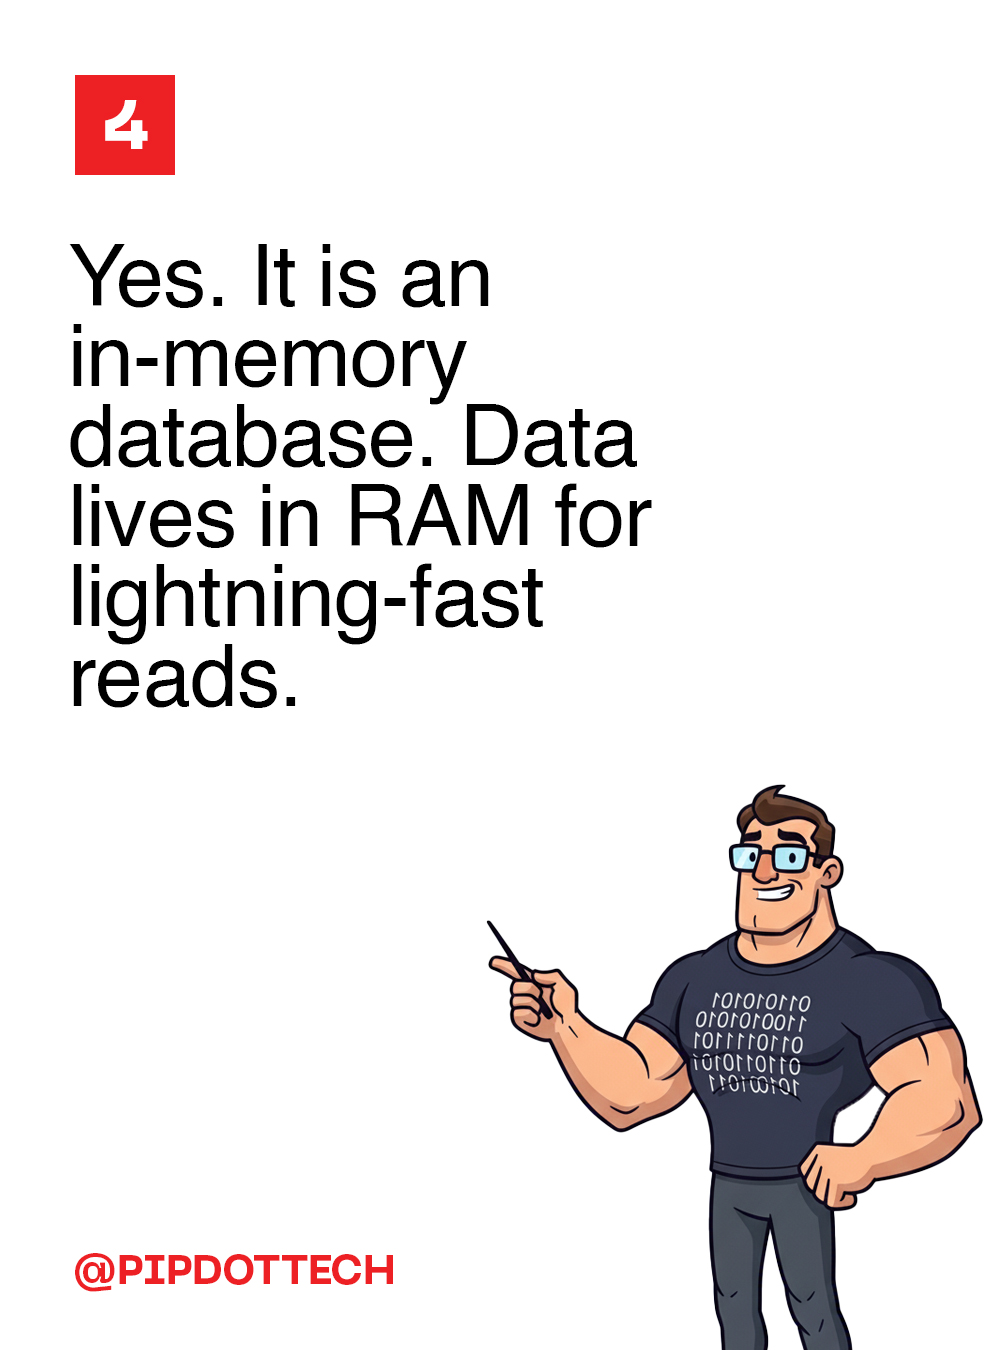 4
Yes. It is an
in-memory
database. Data
lives in RAM for
lightning-fast
reads.
@PIPDOTTECH